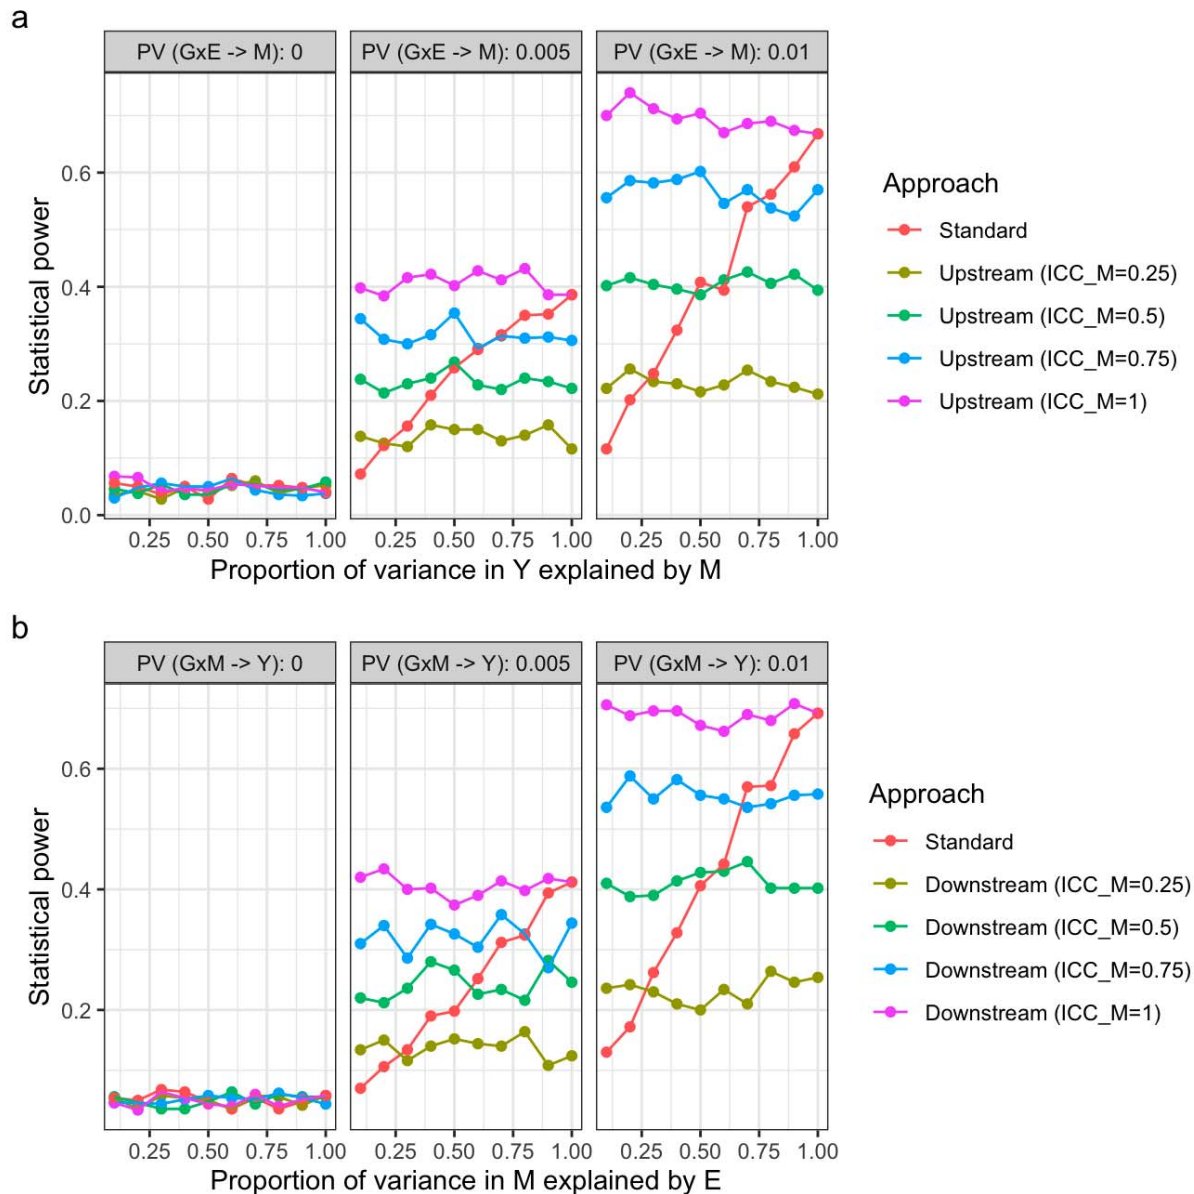 a
PV (GxE -> M): 0
PV (GxE -> M): 0.005
PV (GxE -> M): 0.01
Statistical power
0.6
0.4
0.2
0.0
0.25 0.50 0.75 1.00
0.25 0.50 0.75 1.00
0.25 0.50 0.75 1.00
Proportion of variance in Y explained by M
Approach
Standard
Upstream (ICC_M=0.25)
Upstream (ICC_M=0.5)
Upstream (ICC_M=0.75)
Upstream (ICC_M=1)
b
PV (GxM -> Y): 0
PV (GxM -> Y): 0.005
PV (GxM -> Y): 0.01
Statistical power
0.6
0.4
0.2
0.25 0.50 0.75 1.00
0.25 0.50 0.75 1.00
0.25 0.50 0.75 1.00
Proportion of variance in M explained by E
Approach
Standard
Downstream (ICC_M=0.25)
Downstream (ICC_M=0.5)
Downstream (ICC_M=0.75)
Downstream (ICC_M=1)